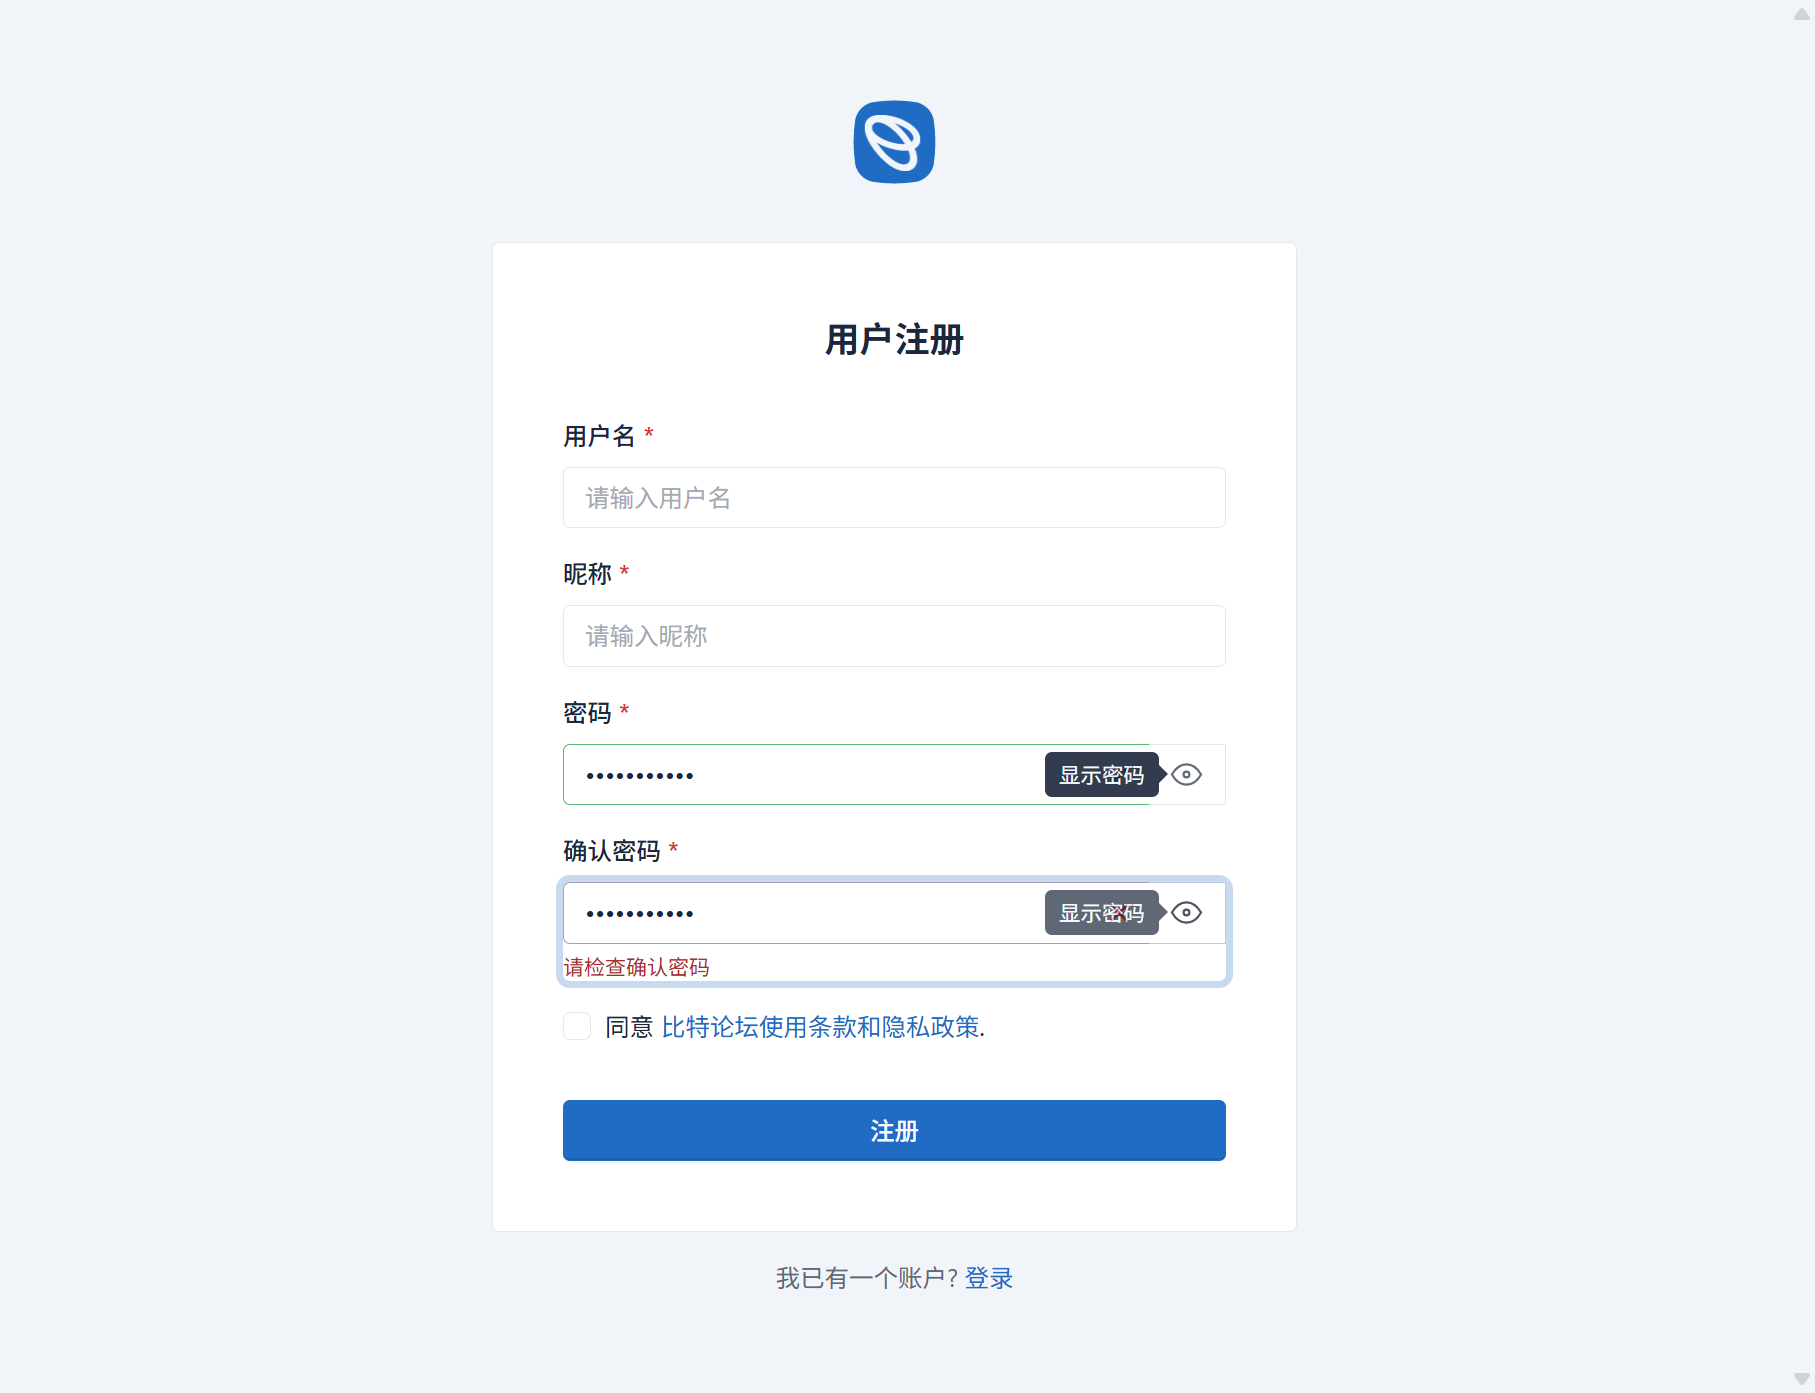 用户注册
用户名 *
请输入用户名
昵称 *
请输入昵称
密码 *
••••••••••• 显示密码
确认密码 *
••••••••••• 显示密码
请检查确认密码
同意 比特论坛使用条款和隐私政策.
注册
我已有一个账户? 登录